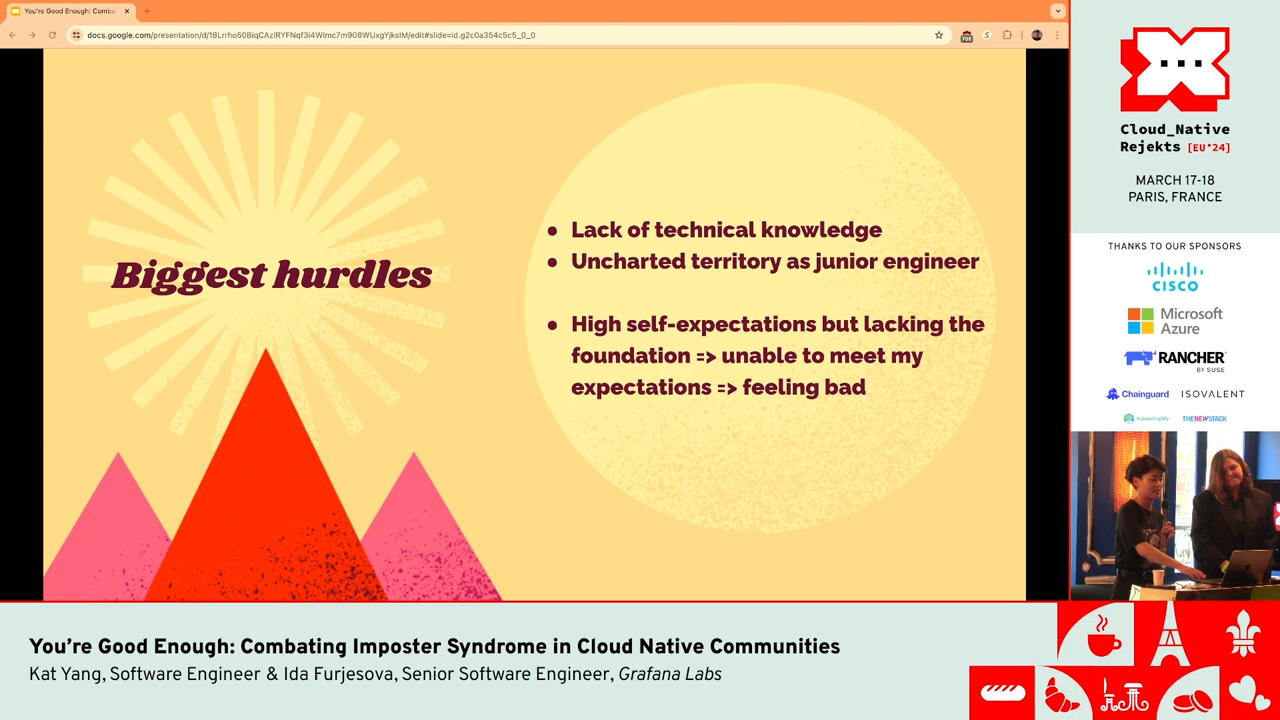 You're Good Enough: Comba
docs.google.com/presentation/d/18Lrrho50BiqCAzIRYFNqf3i4WImc7m908WUxgYjksIM/edit#slide=id.g2c0a354c5c5_0_0
Biggest hurdles
Lack of technical knowledge
Uncharted territory as junior engineer
High self-expectations but lacking the
foundation => unable to meet my
expectations => feeling bad
Cloud_Native
Rejekts [EU'24]
MARCH 17-18
PARIS, FRANCE
THANKS TO OUR SPONSORS
CISCO
Microsoft
Azure
RANCHER
BY SUSE
Chainguard
ISOVALENT
kubesimplify
THENEWSTACK
You're Good Enough: Combating Imposter Syndrome in Cloud Native Communities
Kat Yang, Software Engineer & Ida Furjesova, Senior Software Engineer, Grafana Labs